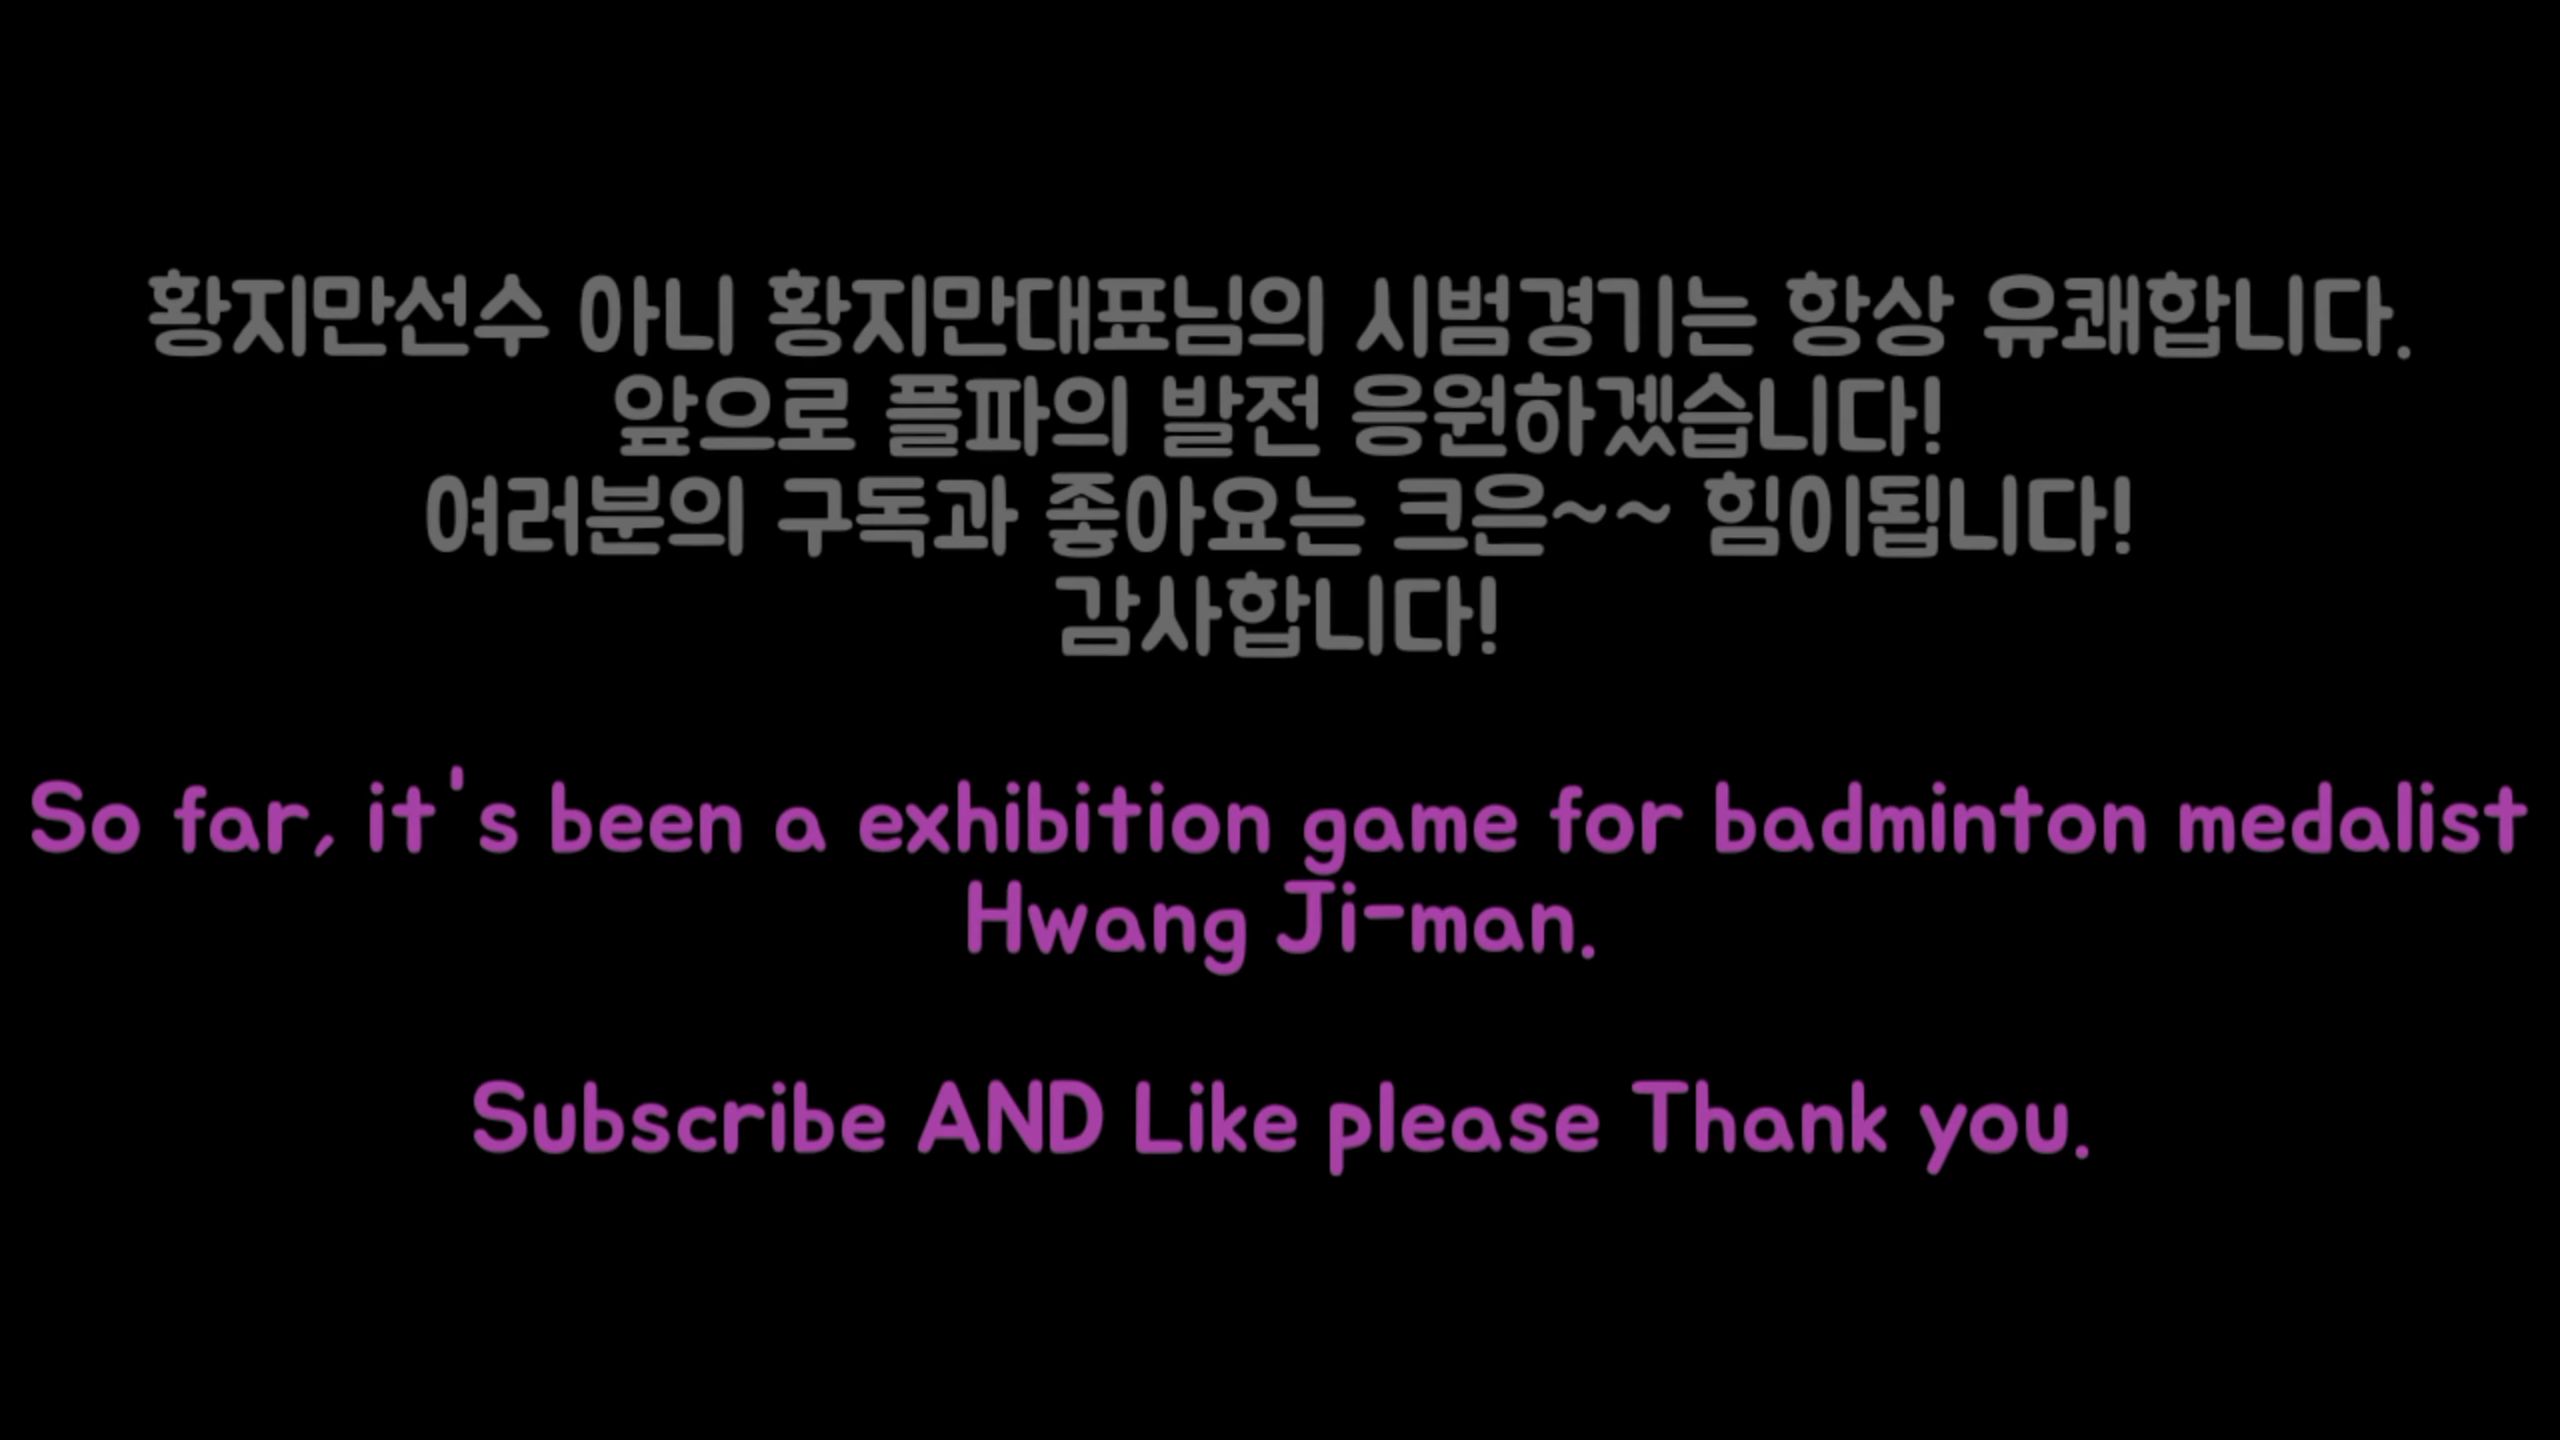 황지만선수 아니 황지만대표님의 시범경기는 항상 유쾌합니다.
앞으로 플파의 발전 응원하겠습니다!
여러분의 구독과 좋아요는 크은~~ 힘이됩니다!
감사합니다!
So far, it's been a exhibition game for badminton medalist
Hwang Ji-man.
Subscribe AND Like please Thank you.